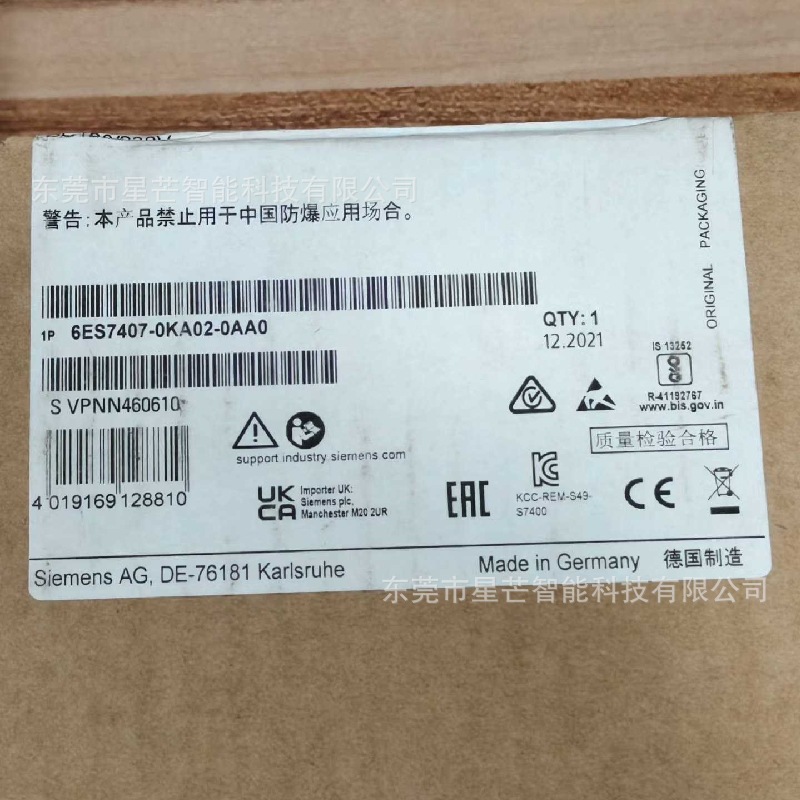 东莞市星芒智能科技有限公司
警告:本产品禁止用于中国防爆应用场合。
ORIGINAL PACKAGING
1P 6ES7407-0KA02-0AA0
QTY: 1
12.2021
S VPNN460610
IS 13252
R-41192767
www.bis.gov.in
质量检验合格
support industry.siemens.com
4 019169 128810
UK
CA
Importer UK:
Siemens plc,
Manchester M20 2UR
EAC
KCC-REM-S49-
S7400
CE
Siemens AG, DE-76181 Karlsruhe
Made in Germany 德国制造
东莞市星芒智能科技有限公司